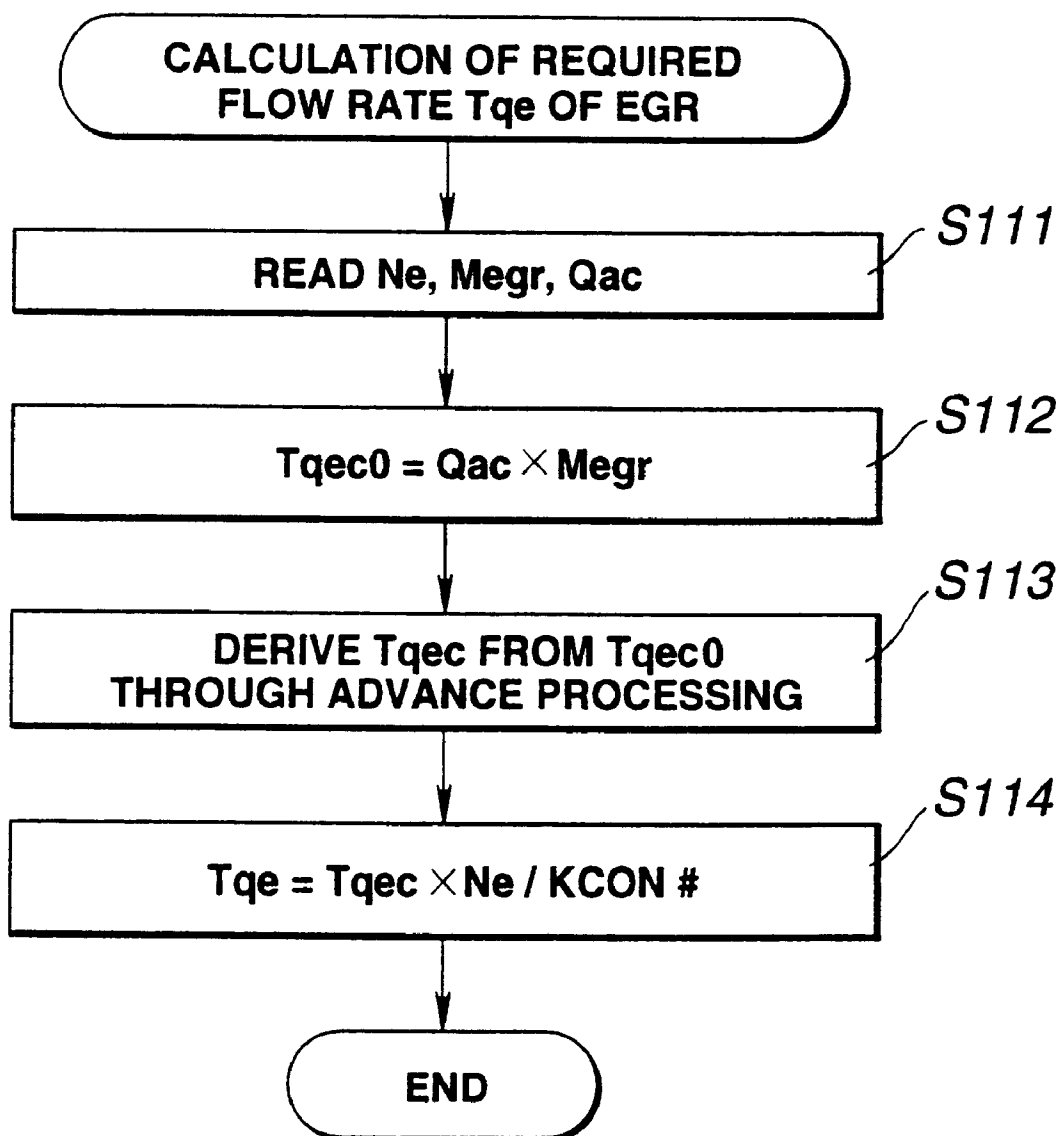 CALCULATION OF REQUIRED
FLOW RATE Tqe OF EGR
S111
READ Ne, Megr, Qac
S112
Tqec0 = Qac × Megr
S113
DERIVE Tqec FROM Tqec0
THROUGH ADVANCE PROCESSING
S114
Tqe = Tqec × Ne / KCON #
END